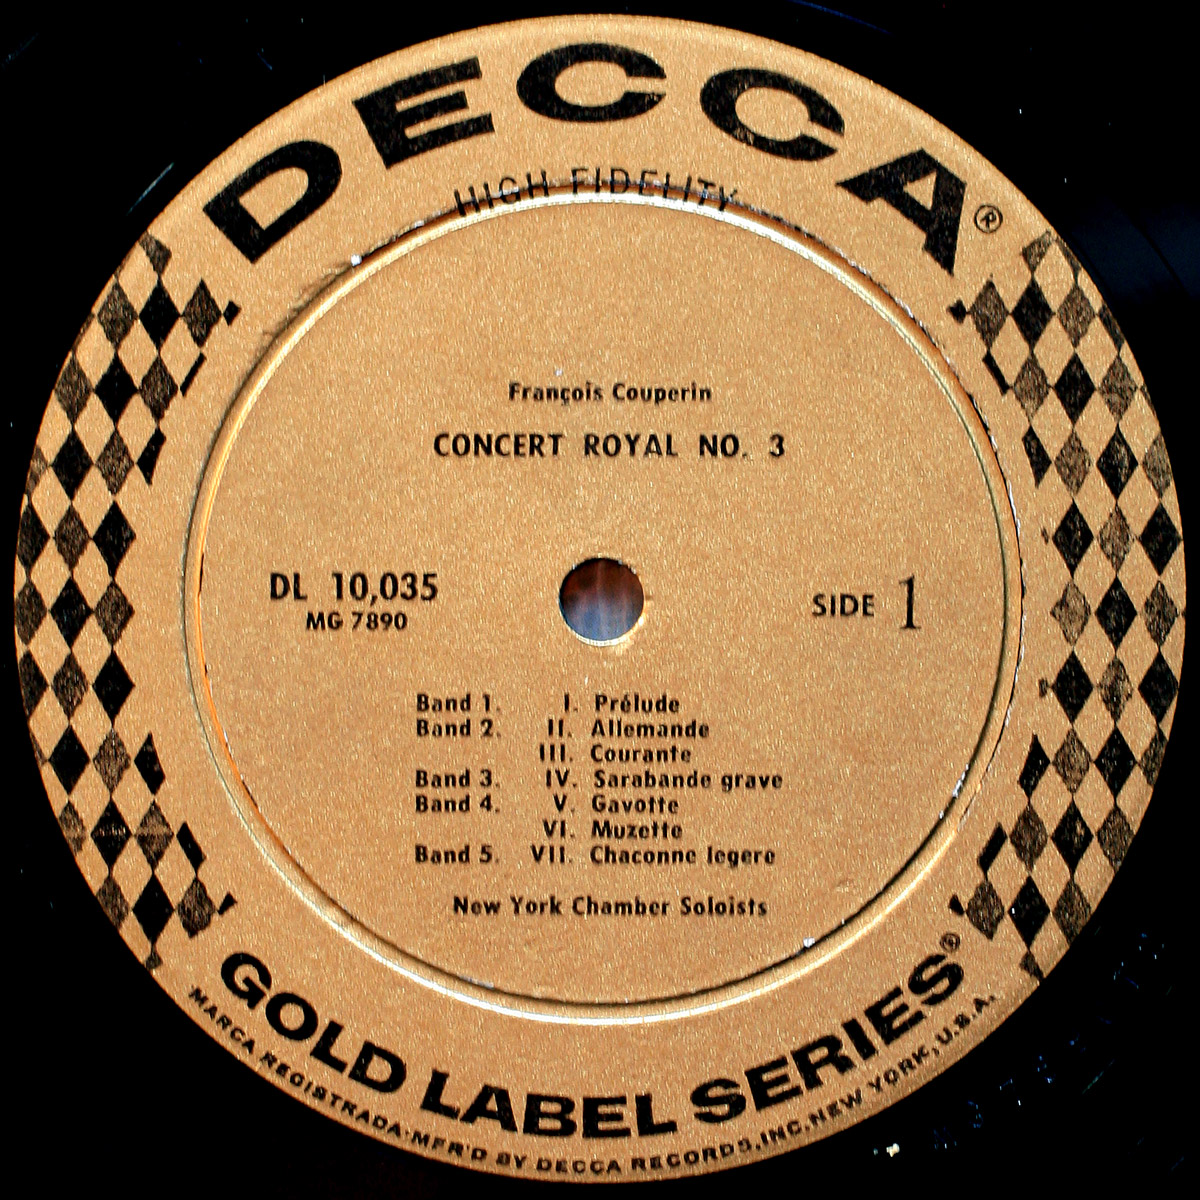 DECCA®
HIGH FIDELITY
François Couperin
CONCERT ROYAL NO. 3
DL 10,035
MG 7890
SIDE 1
Band 1. I. Prélude
Band 2. II. Allemande
III. Courante
Band 3. IV. Sarabande grave
Band 4. V. Gavotte
VI. Muzette
Band 5. VII. Chaconne legere
New York Chamber Soloists
GOLD LABEL SERIES©
MARCA REGISTRADA·MFR'D BY DECCA RECORDS, INC, NEW YORK, U.S.A.